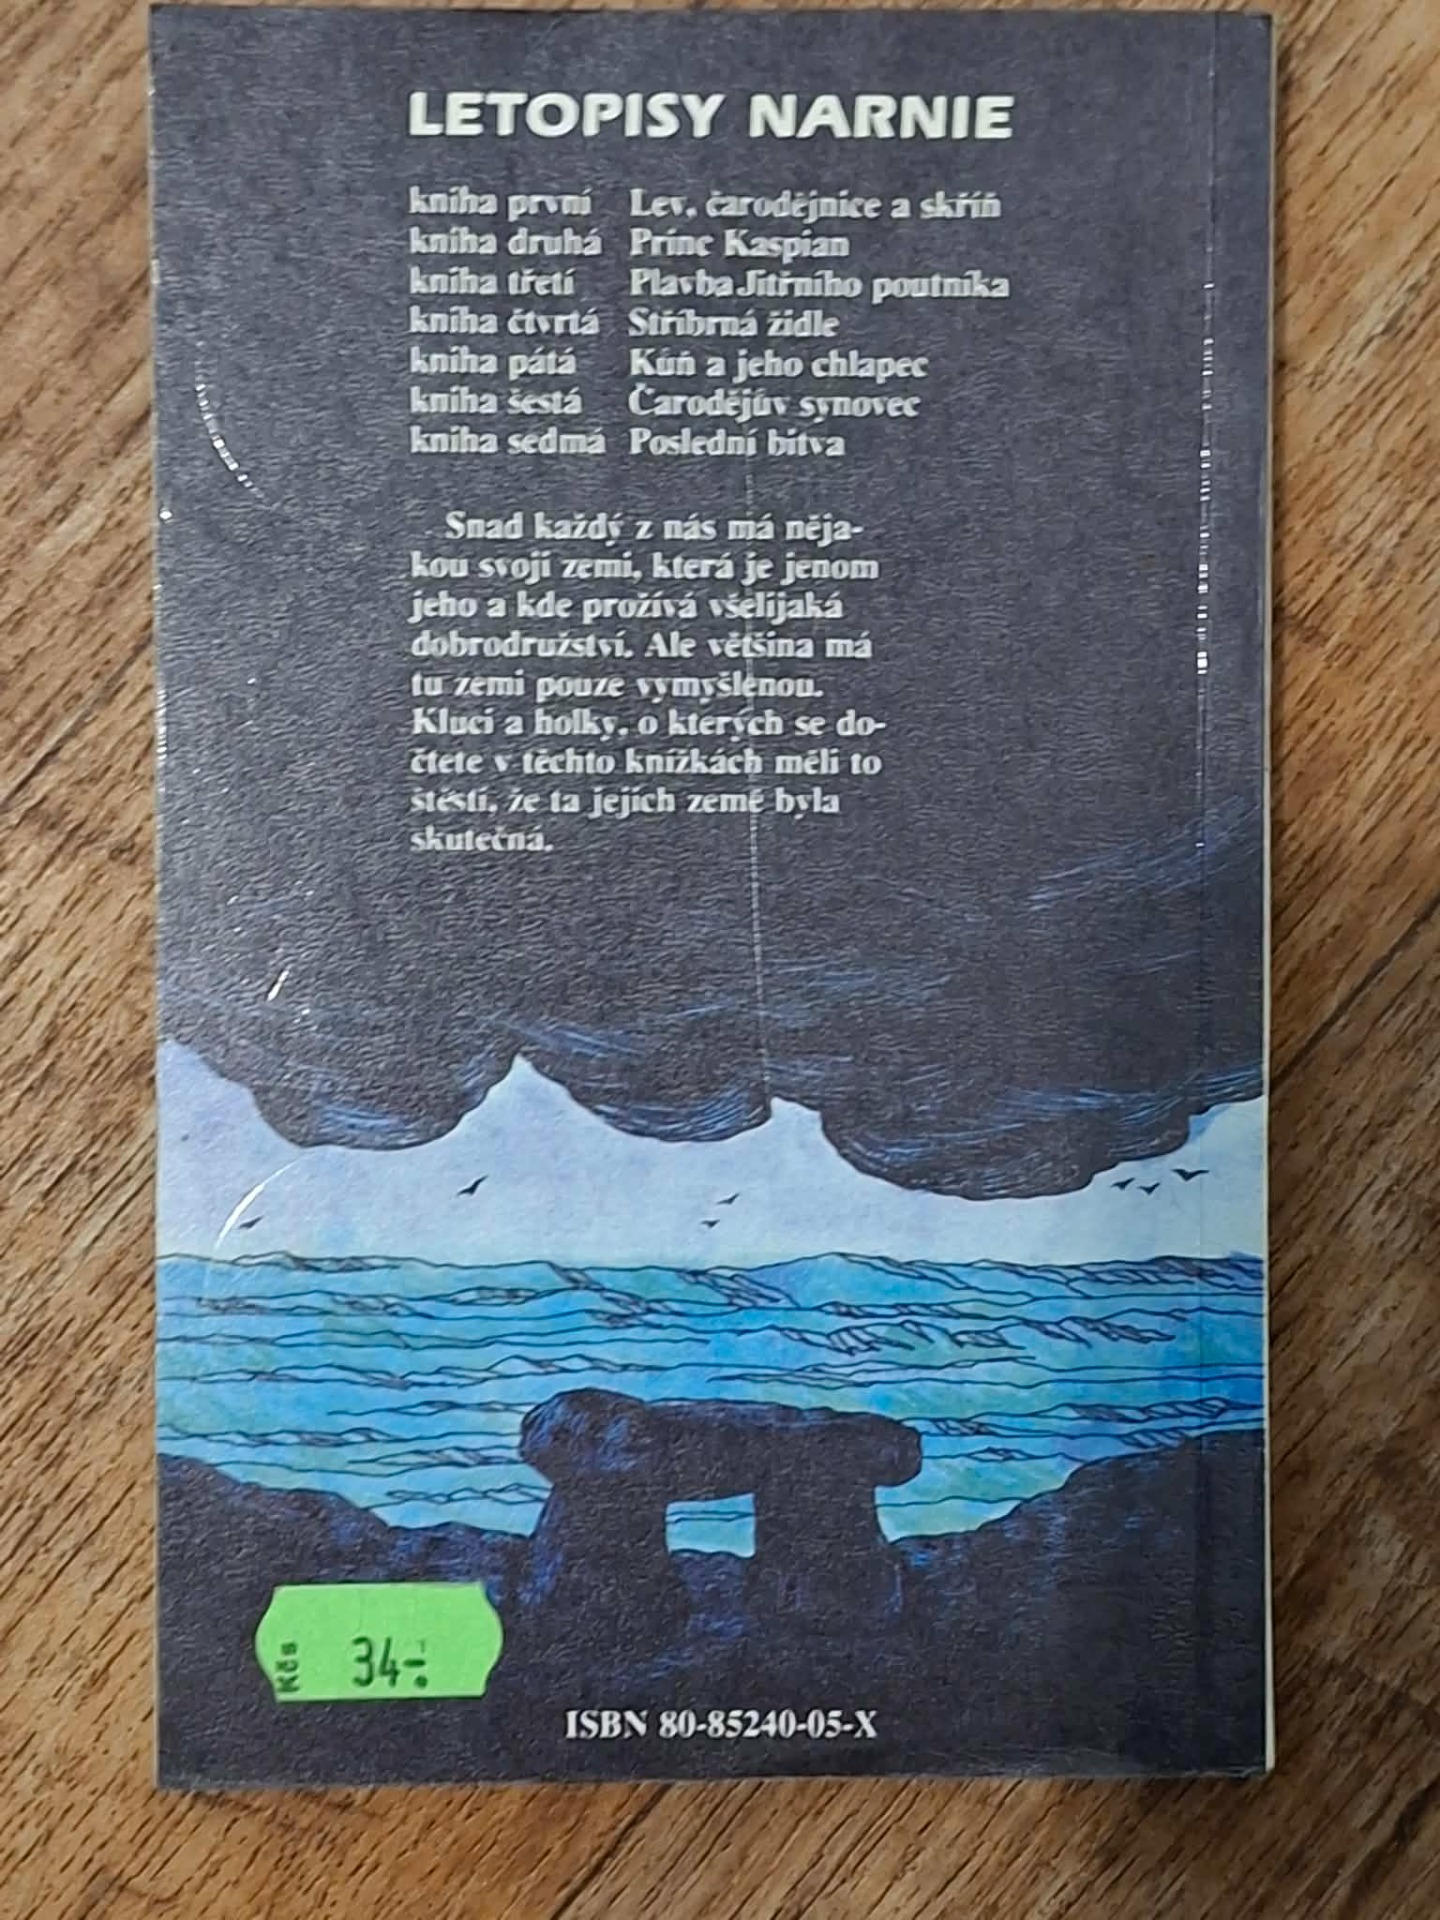 LETOPISY NARNIE
kniha první Lev, čarodějnice a skříň
kniha druhá Princ Kaspian
kniha třetí Plavba Jitřního poutníka
kniha čtvrtá Stříbrná židle
kniha pátá Kůň a jeho chlapec
kniha šestá Čarodějův synovec
kniha sedmá Poslední bitva
Snad každý z nás má něja-
kou svoji zemi, která je jenom
jeho a kde prožívá všelijaká
dobrodružství. Ale většina má
tu zemi pouze vymyšlenou.
Kluci a holky, o kterých se do-
čtete v těchto knížkách měli to
štěstí, že ta jejich země byla
skutečná.
Kčs 34-:
ISBN 80-85240-05-X